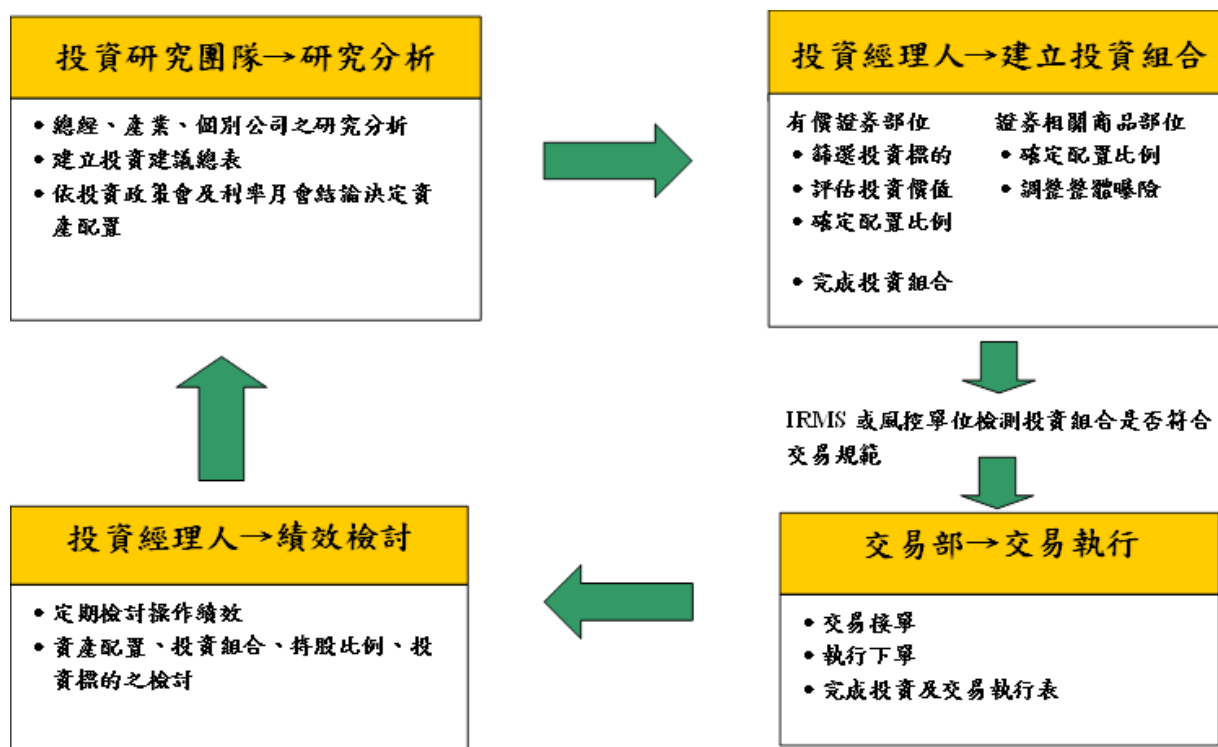 投資研究團隊→研究分析
• 總經、產業、個別公司之研究分析
• 建立投資建議總表
• 依投資政策會及利率月會結論決定資
產配置
投資經理人→建立投資組合
有價證券部位
• 篩選投資標的
• 評估投資價值
• 確定配置比例
• 完成投資組合
證券相關商品部位
• 確定配置比例
• 調整整體曝險
IRMS 或風控單位檢測投資組合是否符合
交易規範
交易部→交易執行
• 交易接單
• 執行下單
• 完成投資及交易執行表
投資經理人→績效檢討
• 定期檢討操作績效
• 資產配置、投資組合、持股比例、投
資標的之檢討